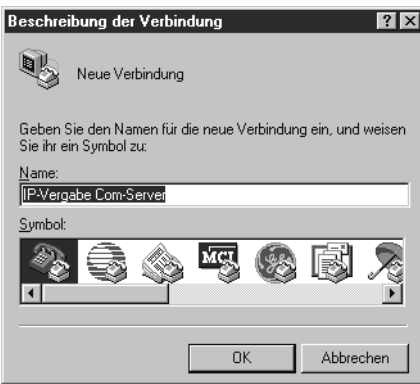 Beschreibung der Verbindung
Neue Verbindung
Geben Sie den Namen für die neue Verbindung ein, und weisen
Sie ihr ein Symbol zu:
Name:
IP-Vergabe Com-Server
Symbol:
MCI
OK
Abbrechen